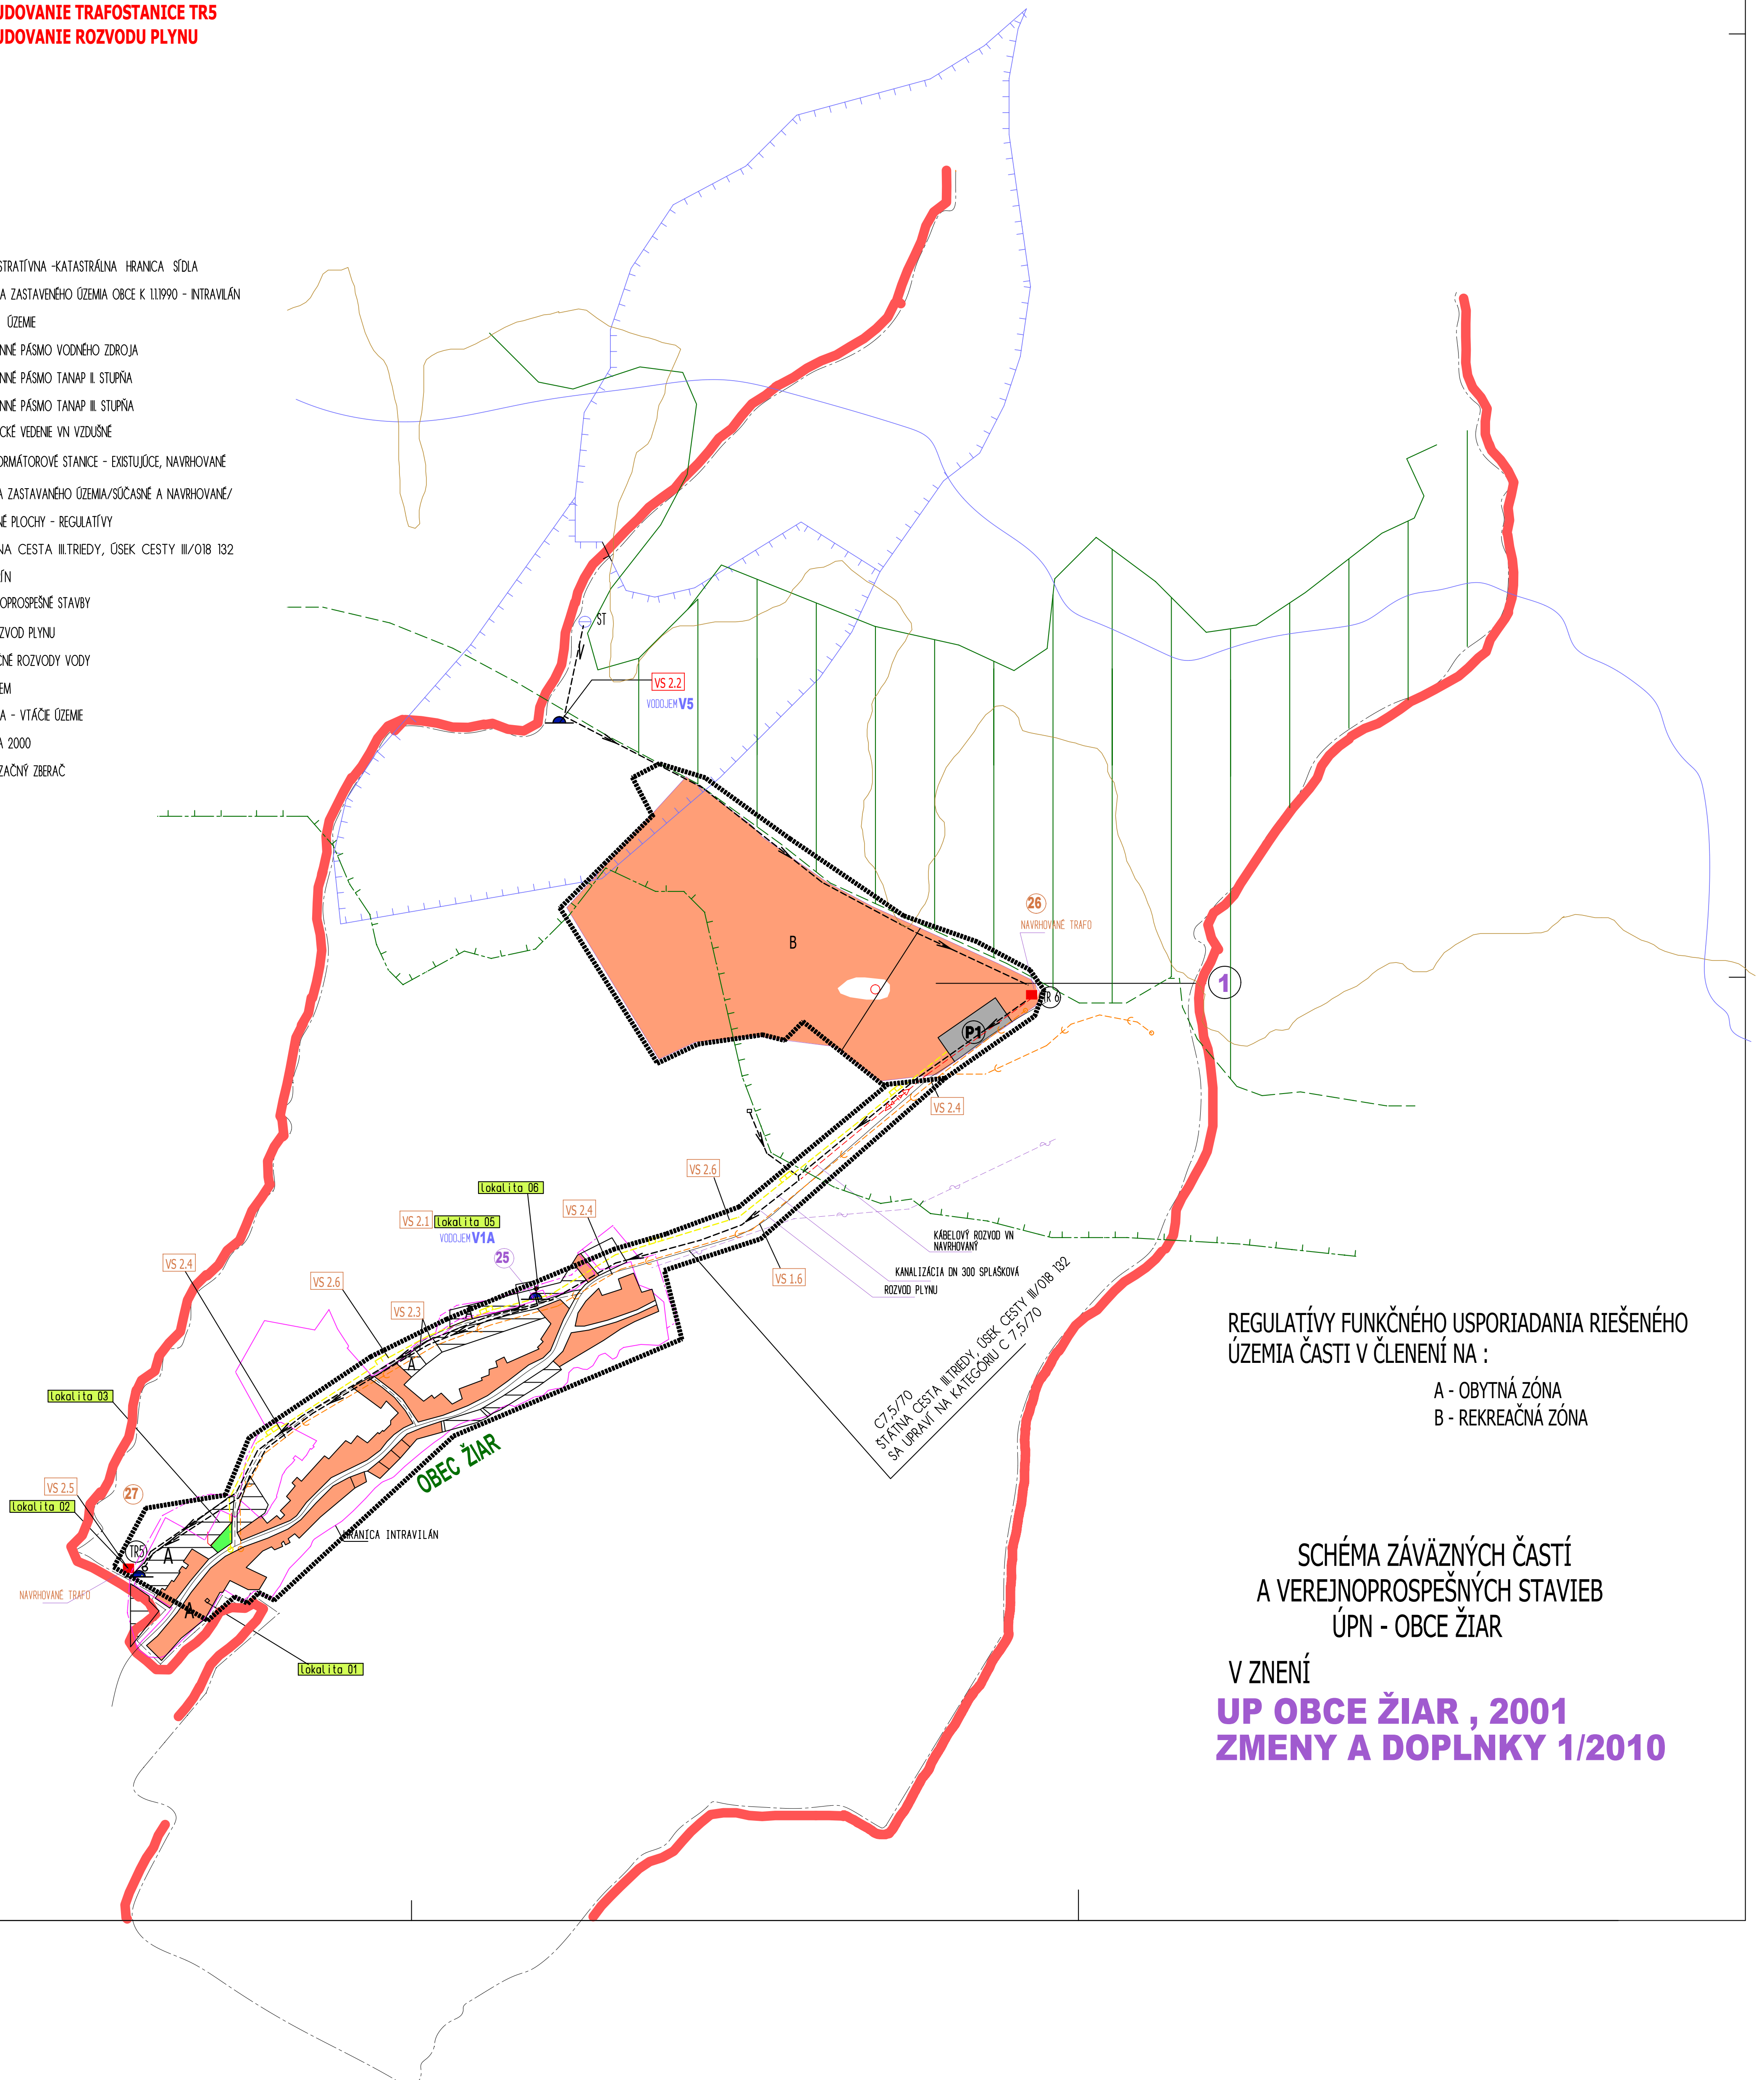 UDOVANIE TRAFOSTANICE TR5
UDOVANIE ROZVODU PLYNU
STRATÍVNA -KATASTRÁLNA HRANICA SÍDLA
A ZASTAVENÉHO ÚZEMIA OBCE K 1.1.1990 - INTRAVILÁN
ÚZEMIE
NNÉ PÁSMO VODNÉHO ZDROJA
NNÉ PÁSMO TANAP II. STUPŇA
NNÉ PÁSMO TANAP III. STUPŇA
CKÉ VEDENIE VN VZDUŠNÉ
ORMÁTOROVÉ STANICE - EXISTUJÚCE, NAVRHOVANÉ
A ZASTAVANÉHO ÚZEMIA/SÚČASNÉ A NAVRHOVANÉ/
NÉ PLOCHY - REGULATÍVY
NA CESTA III.TRIEDY, ÚSEK CESTY III/018 132
ÍN
OPROSPEŠNÉ STAVBY
ZVOD PLYNU
ČNÉ ROZVODY VODY
EM
A - VTÁČIE ÚZEMIE
A 2000
ZAČNÝ ZBERAČ
ŠT
VS 2.2
VODOJEM V5
26
NAVRHOVANÉ TRAFO
B
1
TR 6
P1
VS 2.4
VS 2.6
lokalita 06
VS 2.4
VS 2.1
lokalita 05
VODOJEM V1A
25
KÁBELOVÝ ROZVOD VN
NAVRHOVANÝ
KANALIZÁCIA DN 300 SPLAŠKOVÁ
ROZVOD PLYNU
VS 1.6
VS 2.4
VS 2.6
VS 2.3
A
A
C7,5/70
ŠTÁTNA CESTA III.TRIEDY, ÚSEK CESTY III/018 132
SA UPRAVÍ NA KATEGÓRIU C 7,5/70
lokalita 03
OBEC ŽIAR
VS 2.5
27
lokalita 02
HRANICA INTRAVILÁN
TR5
A
NAVRHOVANÉ TRAFO
A
lokalita 01
REGULATÍVY FUNKČNÉHO USPORIADANIA RIEŠENÉHO
ÚZEMIA ČASTI V ČLENENÍ NA :
A - OBYTNÁ ZÓNA
B - REKREAČNÁ ZÓNA
SCHÉMA ZÁVÄZNÝCH ČASTÍ
A VEREJNOPROSPEŠNÝCH STAVIEB
ÚPN - OBCE ŽIAR
V ZNENÍ
UP OBCE ŽIAR , 2001
ZMENY A DOPLNKY 1/2010